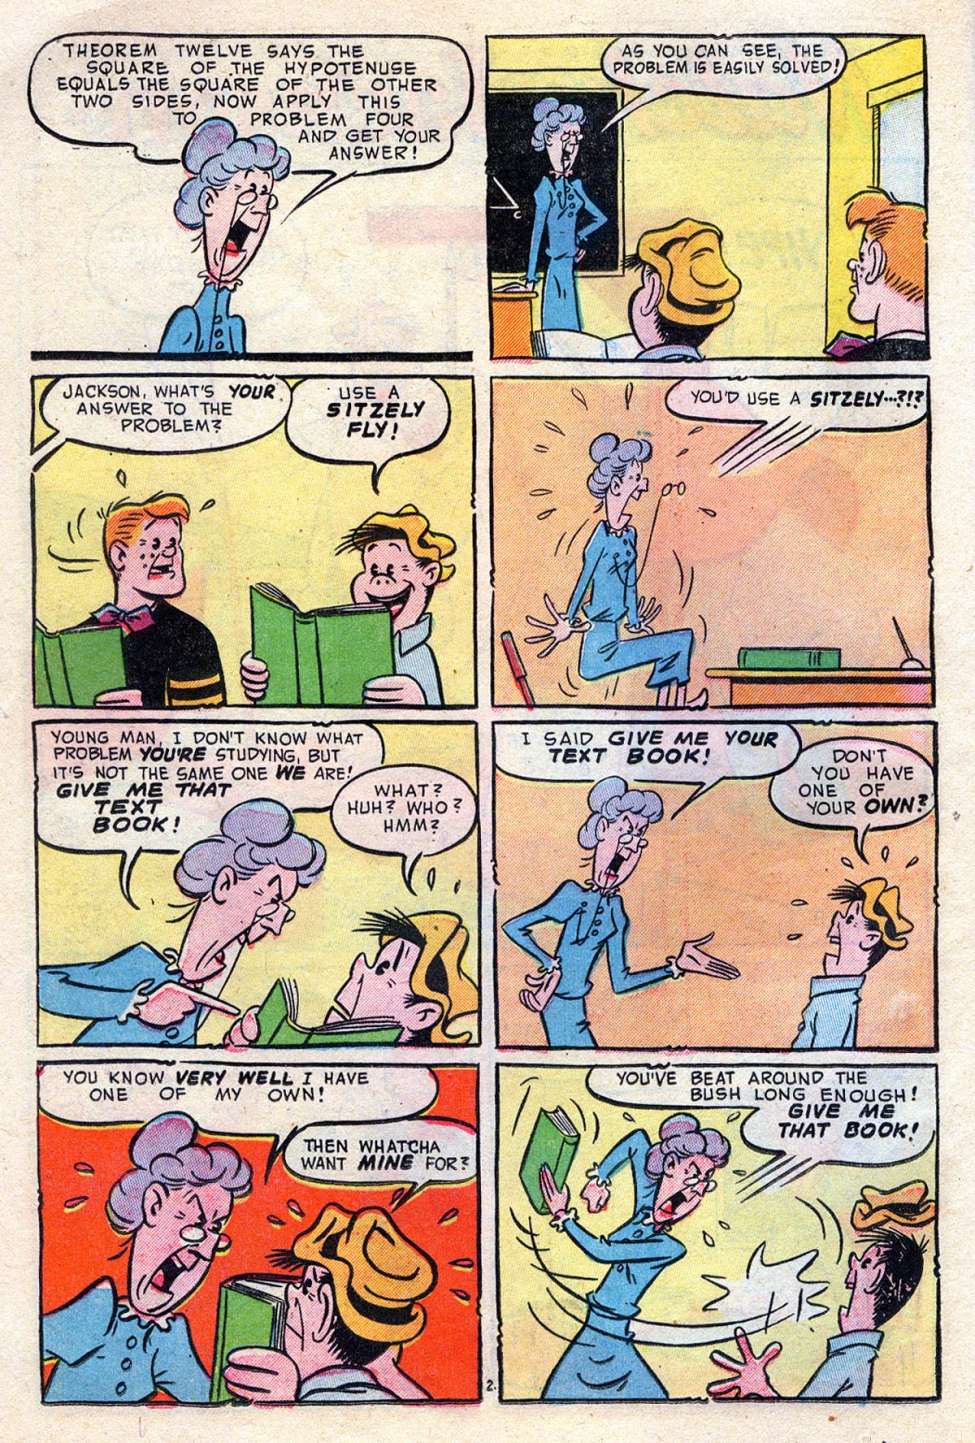 THEOREM TWELVE SAYS THE
SQUARE OF THE HYPOTENUSE
EQUALS THE SQUARE OF THE OTHER
TWO SIDES, NOW APPLY THIS
TO PROBLEM FOUR
AND GET YOUR
ANSWER!
AS YOU CAN SEE, THE
PROBLEM IS EASILY SOLVED!
C
JACKSON, WHAT'S YOUR
ANSWER TO THE
PROBLEM?
USE A
SITZELY
FLY!
YOU'D USE A SITZELY...?!?
YOUNG MAN, I DON'T KNOW WHAT
PROBLEM YOU'RE STUDYING, BUT
IT'S NOT THE SAME ONE WE ARE!
GIVE ME THAT
TEXT
BOOK!
WHAT?
HUH? WHO?
HMM?
I SAID GIVE ME YOUR
TEXT BOOK!
DON'T
YOU HAVE
ONE OF
YOUR OWN?
YOU KNOW VERY WELL I HAVE
ONE OF MY OWN!
THEN WHATCHA
WANT MINE FOR?
2.
YOU'VE BEAT AROUND THE
BUSH LONG ENOUGH!
GIVE ME
THAT BOOK!